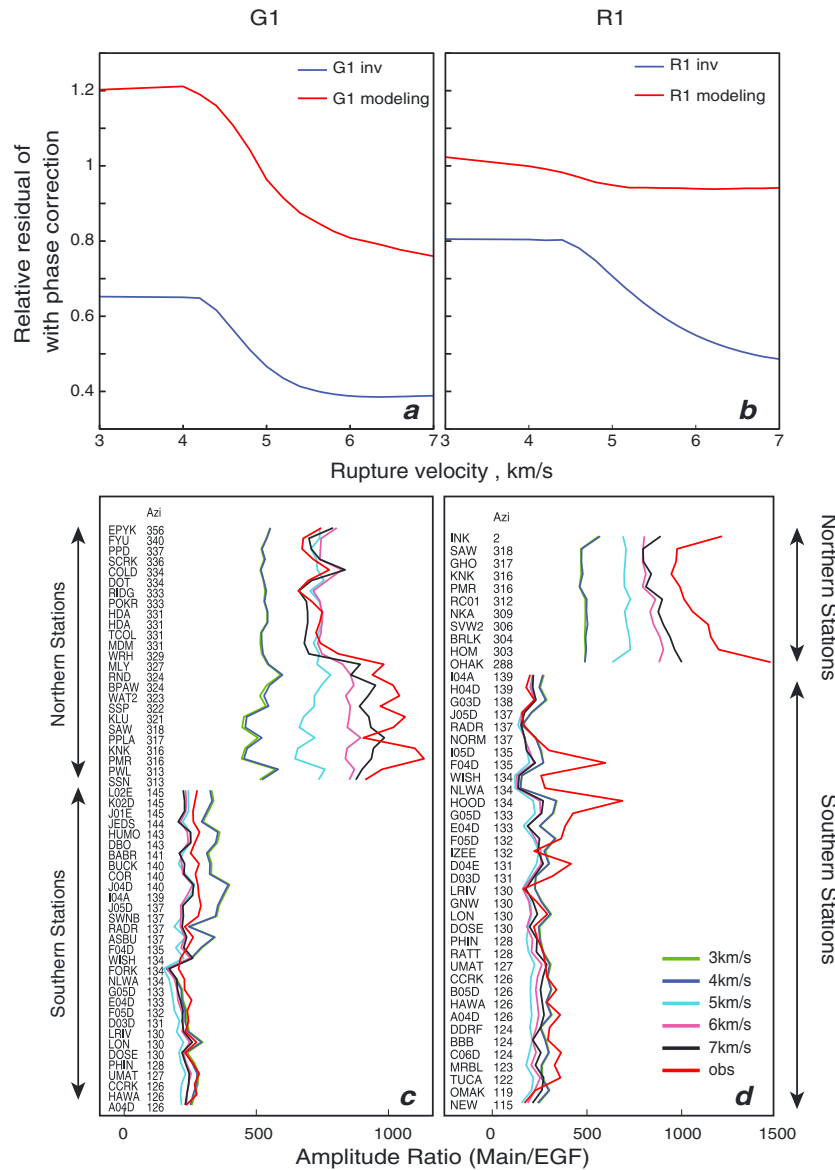 G1
R1
Relative residual of
with phase correction
1.2
1
0.8
0.6
0.4
G1 inv
G1 modeling
R1 inv
R1 modeling
a
b
3 4 5 6 7
3 4 5 6 7
Rupture velocity , km/s
Northern Stations
Southern Stations
Azi
EPYK 356
FYU 340
PPD 337
SCRK 336
COLD 334
DOT 334
RIDG 333
POKR 333
HDA 331
HDA 331
TCOL 331
MDM 331
WRH 329
MLY 327
RND 324
BPAW 324
WAT2 323
SSP 322
KLU 321
SAW 318
PPLA 317
KNK 316
PMR 316
PWL 313
SSN 313
L02E 145
K02D 145
J01E 145
JEDS 144
HUMO 143
DBO 143
BABR 141
BUCK 140
COR 140
J04D 140
I04A 139
J05D 137
SWNB 137
RADR 137
ASBU 137
F04D 135
WISH 134
FORK 134
NLWA 134
G05D 133
E04D 133
F05D 132
D03D 131
LRIV 130
LON 130
DOSE 130
PHIN 128
UMAT 127
CCRK 126
HAWA 126
A04D 126
c
0 500 1000
Azi
INK 2
SAW 318
GHO 317
KNK 316
PMR 316
RC01 312
NKA 309
SVW2 306
BRLK 304
HOM 303
OHAK 288
I04A 139
H04D 139
G03D 138
J05D 137
RADR 137
NORM 137
I05D 135
F04D 135
WISH 134
NLWA 134
HOOD 134
G05D 133
E04D 133
F05D 132
IZEE 132
D04E 131
D03D 131
LRIV 130
GNW 130
LON 130
DOSE 130
PHIN 128
RATT 128
UMAT 127
CCRK 126
B05D 126
HAWA 126
A04D 126
DDRF 124
BBB 124
C06D 124
MRBL 123
TUCA 122
OMAK 119
NEW 115
3km/s
4km/s
5km/s
6km/s
7km/s
obs
d
0 500 1000 1500
Northern Stations
Southern Stations
Amplitude Ratio (Main/EGF)